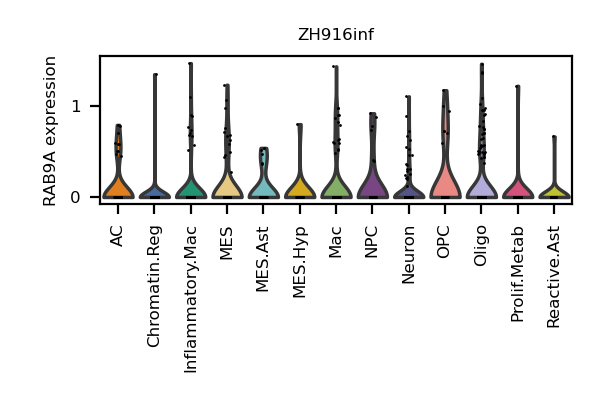 ZH916inf
RAB9A expression
1
0
AC
Chromatin.Reg
Inflammatory.Mac
MES
MES.Ast
MES.Hyp
Mac
NPC
Neuron
OPC
Oligo
Prolif.Metab
Reactive.Ast